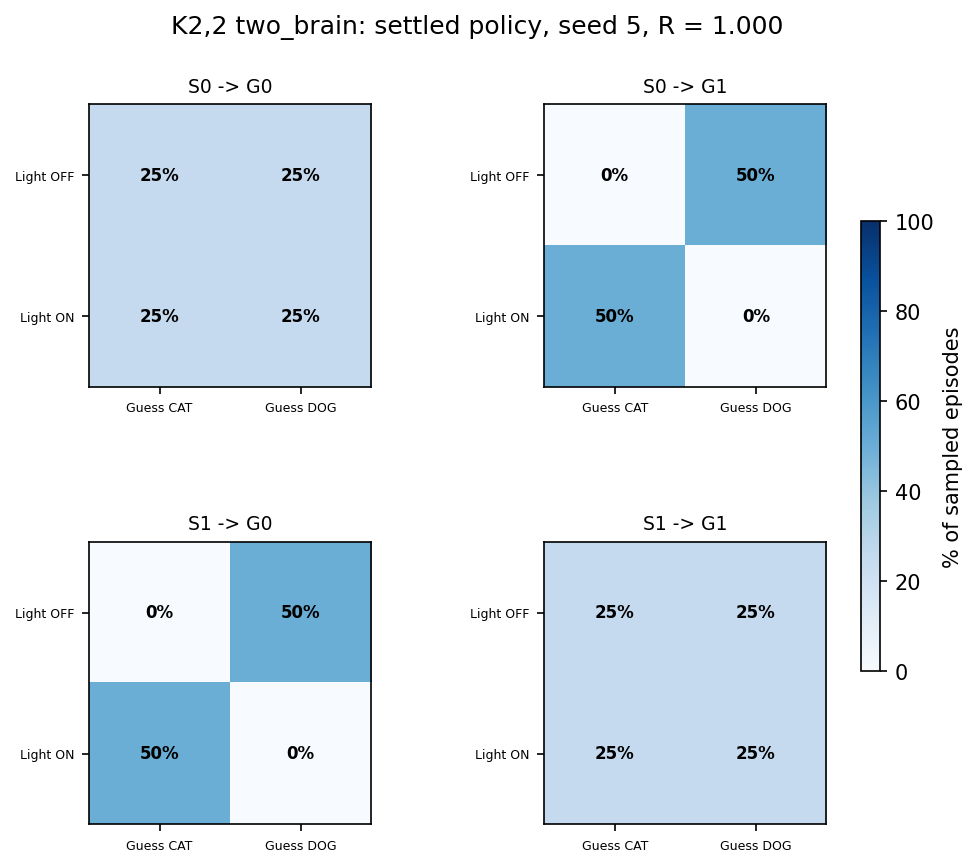 K2,2 two_brain: settled policy, seed 5, R = 1.000
S0 -> G0
Light OFF
25%
25%
Light ON
25%
25%
Guess CAT
Guess DOG
S0 -> G1
Light OFF
0%
50%
Light ON
50%
0%
Guess CAT
Guess DOG
S1 -> G0
Light OFF
0%
50%
Light ON
50%
0%
Guess CAT
Guess DOG
S1 -> G1
Light OFF
25%
25%
Light ON
25%
25%
Guess CAT
Guess DOG
100
80
60
40
20
0
% of sampled episodes